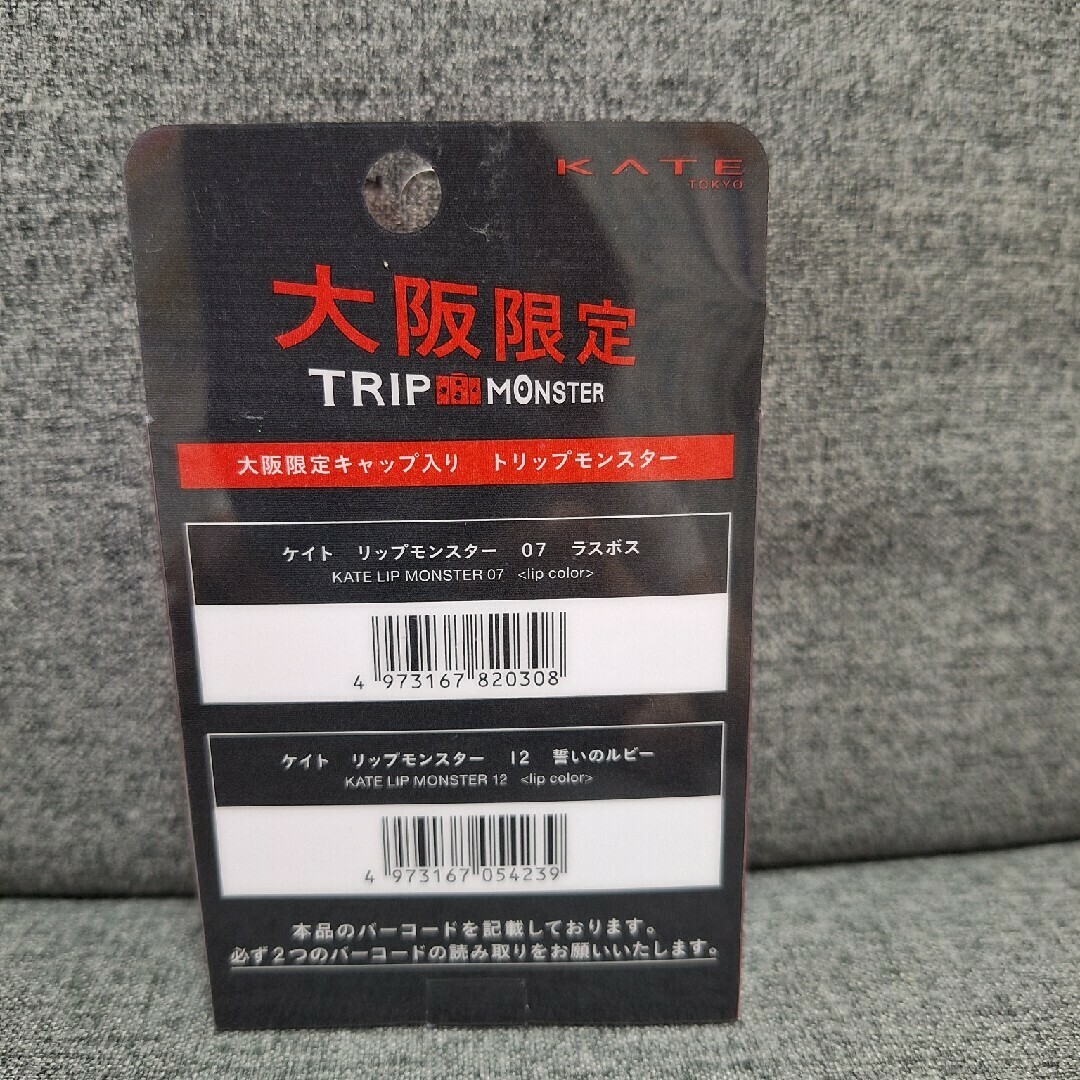 KATE
TOKYO
大阪限定
TRIP MONSTER
大阪限定キャップ入り トリップモンスター
ケイト リップモンスター 07 ラスボス
KATE LIP MONSTER 07 <lip color>
4 973167 820308
ケイト リップモンスター 12 誓いのルビー
KATE LIP MONSTER 12 <lip color>
4 973167 054239
本品のバーコードを記載しております。
必ず2つのバーコードの読み取りをお願いいたします。